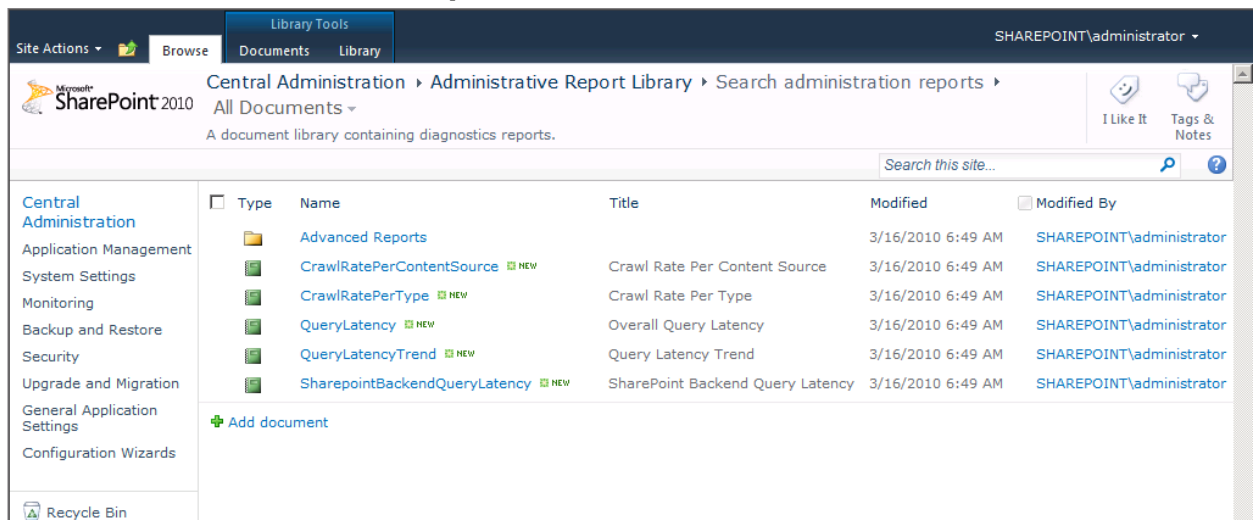 Library Tools
Site Actions Browse Documents Library SHAREPOINT\administrator
Microsoft
SharePoint 2010
Central Administration Administrative Report Library Search administration reports
All Documents
A document library containing diagnostics reports.
I Like It Tags & Notes
Search this site...
Central Administration
Application Management
System Settings
Monitoring
Backup and Restore
Security
Upgrade and Migration
General Application Settings
Configuration Wizards
Recycle Bin
Type Name Title Modified Modified By
Advanced Reports 3/16/2010 6:49 AM SHAREPOINT\administrator
CrawlRatePerContentSource NEW Crawl Rate Per Content Source 3/16/2010 6:49 AM SHAREPOINT\administrator
CrawlRatePerType NEW Crawl Rate Per Type 3/16/2010 6:49 AM SHAREPOINT\administrator
QueryLatency NEW Overall Query Latency 3/16/2010 6:49 AM SHAREPOINT\administrator
QueryLatencyTrend NEW Query Latency Trend 3/16/2010 6:49 AM SHAREPOINT\administrator
SharepointBackendQueryLatency NEW SharePoint Backend Query Latency 3/16/2010 6:49 AM SHAREPOINT\administrator
Add document